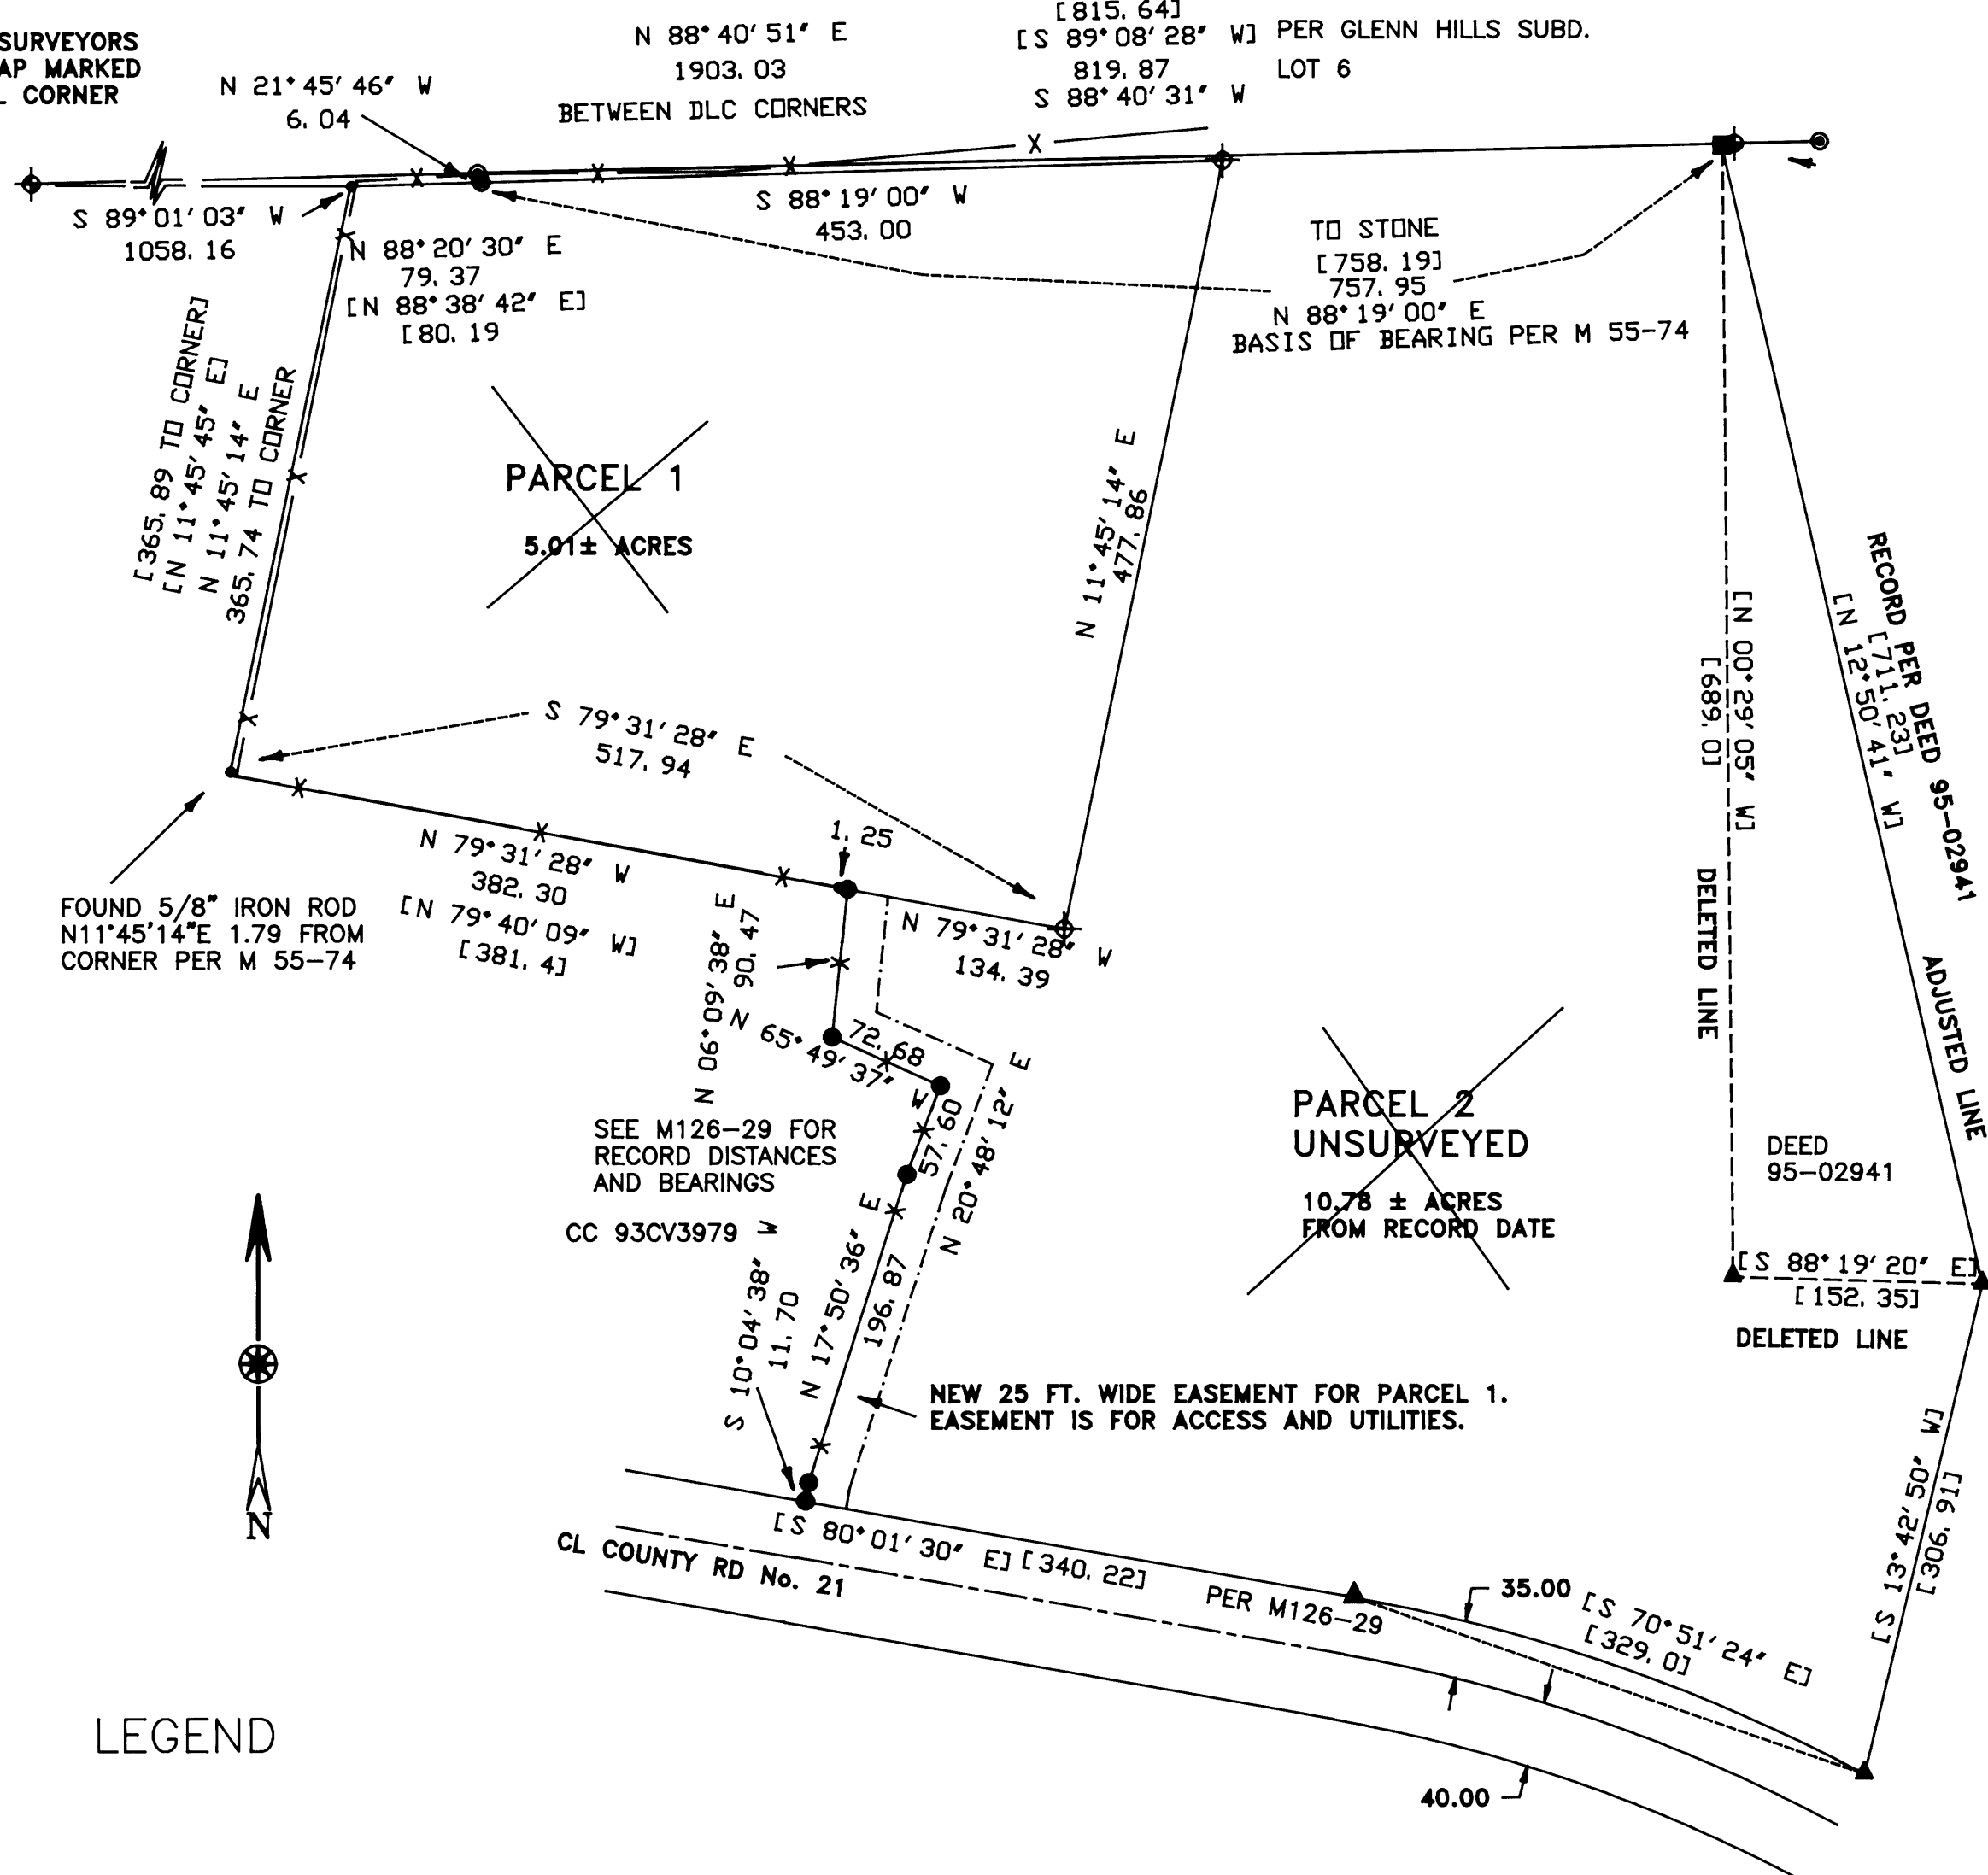 SURVEYORS
AP MARKED
L CORNER
N 21°45'46" W
6.04
N 88°40'51" E
1903.03
BETWEEN DLC CORNERS
[815.64]
[S 89°08'28" W]
819.87
S 88°40'31" W
PER GLENN HILLS SUBD.
LOT 6
S 89°01'03" W
1058.16
N 88°20'30" E
79.37
[N 88°38'42" E]
[80.19
S 88°19'00" W
453.00
TO STONE
[758.19]
757.95
N 88°19'00" E
BASIS OF BEARING PER M 55-74
[365.89 TO CORNER]
[N 11°45'45" E]
N 11°45'14" E
365.74 TO CORNER
PARCEL 1
5.01± ACRES
N 11°45'14" E
477.86
[N 00°29'05" W]
[689.0]
DELETED LINE
RECORD PER DEED 95-02941
[711.23]
[N 12°50'41" W]
ADJUSTED LINE
S 79°31'28" E
517.94
N 79°31'28" W
382.30
[N 79°40'09" W]
[381.4]
1.25
N 79°31'28" W
134.39
FOUND 5/8" IRON ROD
N11°45'14"E 1.79 FROM
CORNER PER M 55-74
N 06°09'38" E
90.47
72.68
N 65°49'37" W
57.60
N 20°48'12" E
SEE M126-29 FOR
RECORD DISTANCES
AND BEARINGS
CC 93CV3979
S 10°04'38" W
11.70
N 17°50'36" E
196.87
PARCEL 2
UNSURVEYED
10.78 ± ACRES
FROM RECORD DATE
DEED
95-02941
[S 88°19'20" E]
[152.35]
DELETED LINE
NEW 25 FT. WIDE EASEMENT FOR PARCEL 1.
EASEMENT IS FOR ACCESS AND UTILITIES.
[S 13°42'50" W]
[306.91]
N
[S 80°01'30" E] [340.22]
PER M126-29
CL COUNTY RD No. 21
35.00
[S 70°51'24" E]
[329.0]
40.00
LEGEND